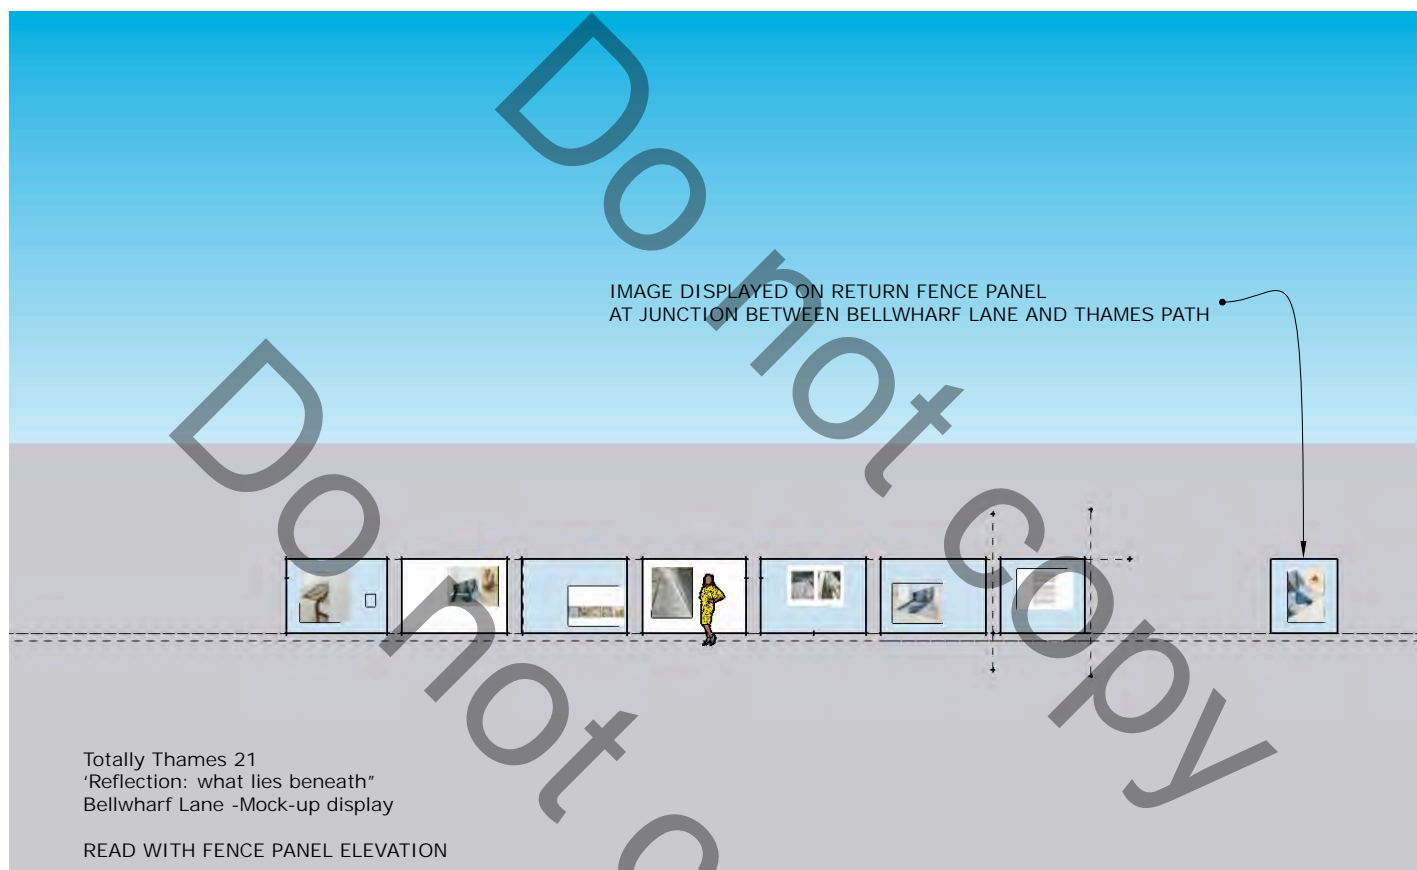 IMAGE DISPLAYED ON RETURN FENCE PANEL
AT JUNCTION BETWEEN BELLWHARF LANE AND THAMES PATH
Totally Thames 21
‘Reflection: what lies beneath"
Bellwharf Lane -Mock-up display
READ WITH FENCE PANEL ELEVATION
Do not copy
Do not c